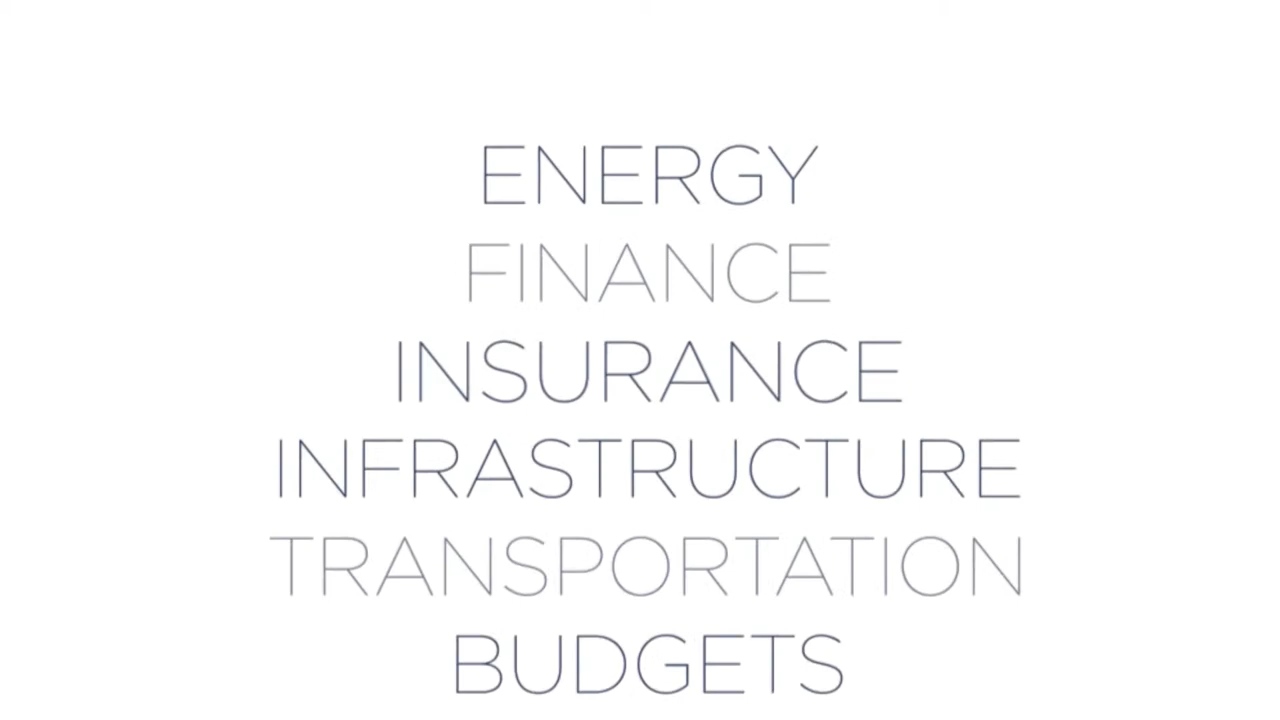 ENERGY
FINANCE
INSURANCE
INFRASTRUCTURE
TRANSPORTATION
BUDGETS